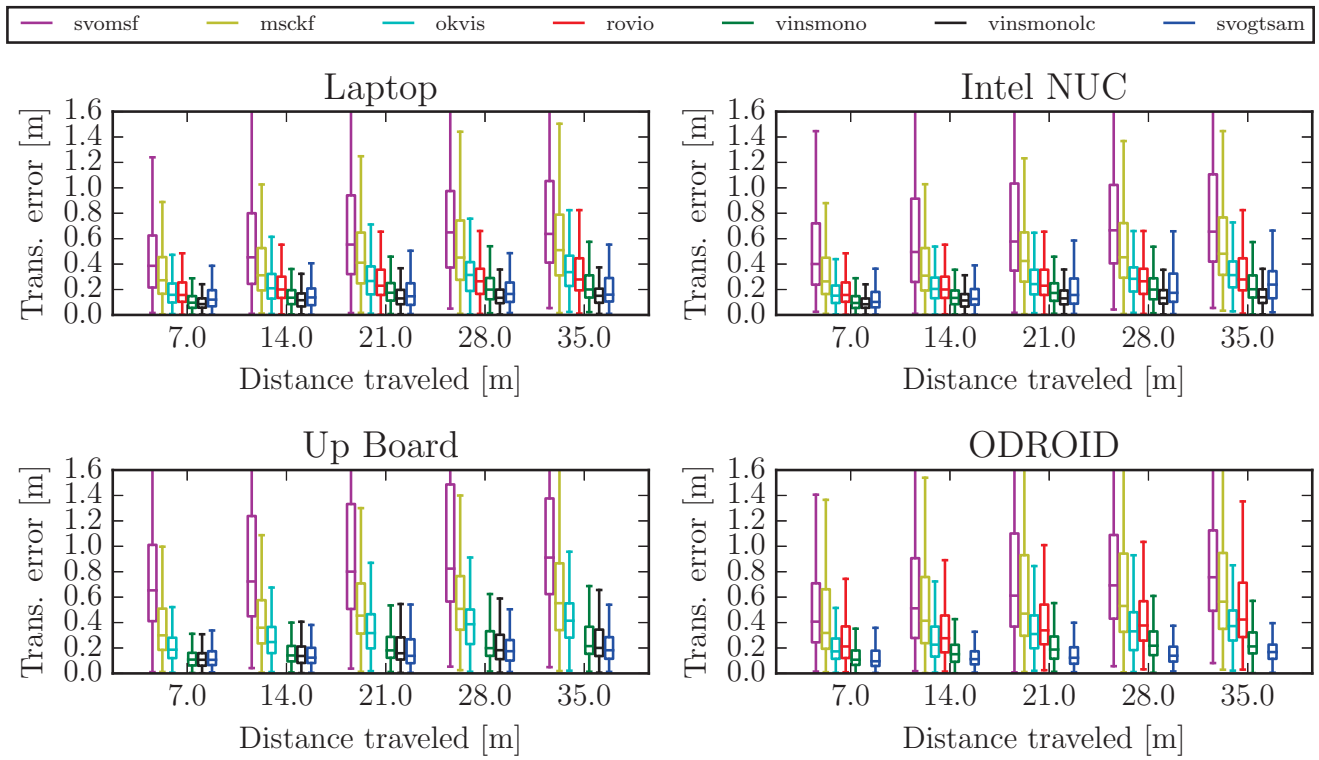 svomsf msckf okvis rovio vinsmono vinsmonolc svogtsam
Laptop
Trans. error [m]
1.6
1.4
1.2
1.0
0.8
0.6
0.4
0.2
0.0
7.0 14.0 21.0 28.0 35.0
Distance traveled [m]
Intel NUC
Trans. error [m]
1.6
1.4
1.2
1.0
0.8
0.6
0.4
0.2
0.0
7.0 14.0 21.0 28.0 35.0
Distance traveled [m]
Up Board
Trans. error [m]
1.6
1.4
1.2
1.0
0.8
0.6
0.4
0.2
0.0
7.0 14.0 21.0 28.0 35.0
Distance traveled [m]
ODROID
Trans. error [m]
1.6
1.4
1.2
1.0
0.8
0.6
0.4
0.2
0.0
7.0 14.0 21.0 28.0 35.0
Distance traveled [m]